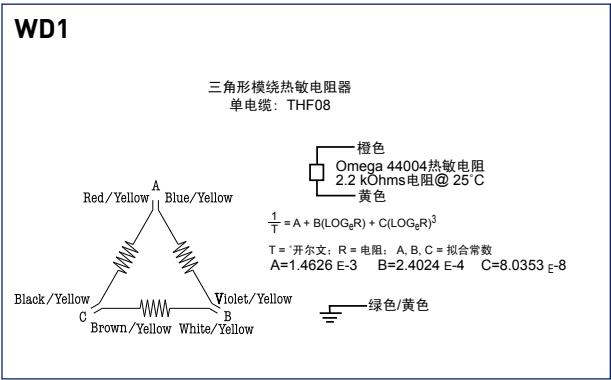 WD1
三角形模绕热敏电阻器
单电缆：THF08
橙色
Omega 44004热敏电阻
2.2 kOhms电阻@ 25˚C
黄色
A
Red/Yellow Blue/Yellow
1/T = A + B(LOGeR) + C(LOGeR)3
T = ˚开尔文；R = 电阻；A, B, C = 拟合常数
A=1.4626 E-3 B=2.4024 E-4 C=8.0353 E-8
Black/Yellow Violet/Yellow
C B
Brown/Yellow White/Yellow
绿色/黄色